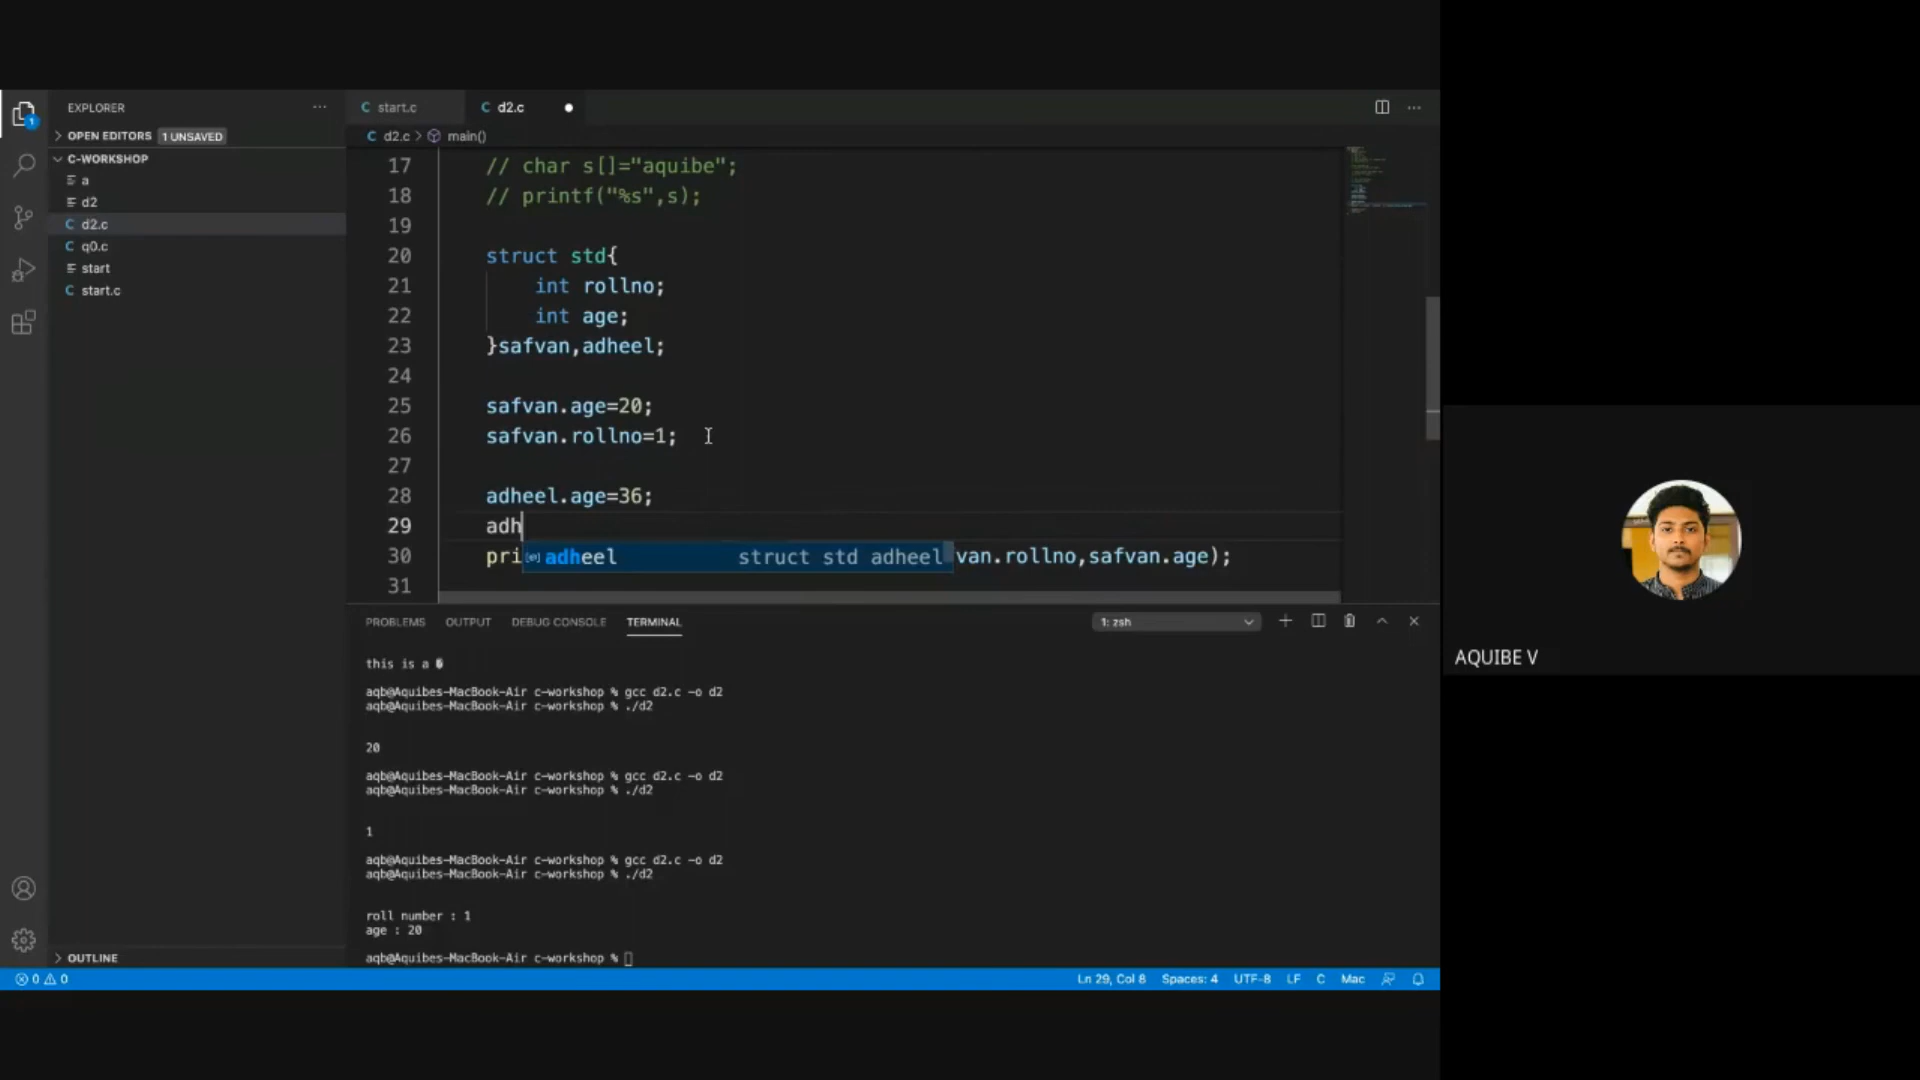 EXPLORER
OPEN EDITORS 1 UNSAVED
C-WORKSHOP
a
d2
C d2.c
C q0.c
start
C start.c
OUTLINE
C start.c
C d2.c
C d2.c > main()
17 // char s[]="aquibe";
18 // printf("%s",s);
19
20 struct std{
21 int rollno;
22 int age;
23 }safvan,adheel;
24
25 safvan.age=20;
26 safvan.rollno=1;
27
28 adheel.age=36;
29 adh
30 pri adheel struct std adheel van.rollno,safvan.age);
31
PROBLEMS OUTPUT DEBUG CONSOLE TERMINAL 1: zsh
this is a
aqb@Aquibes-MacBook-Air c-workshop % gcc d2.c -o d2
aqb@Aquibes-MacBook-Air c-workshop % ./d2
20
aqb@Aquibes-MacBook-Air c-workshop % gcc d2.c -o d2
aqb@Aquibes-MacBook-Air c-workshop % ./d2
1
aqb@Aquibes-MacBook-Air c-workshop % gcc d2.c -o d2
aqb@Aquibes-MacBook-Air c-workshop % ./d2
roll number : 1
age : 20
aqb@Aquibes-MacBook-Air c-workshop %
0 0 Ln 29, Col 8 Spaces: 4 UTF-8 LF C Mac
AQUIBE V